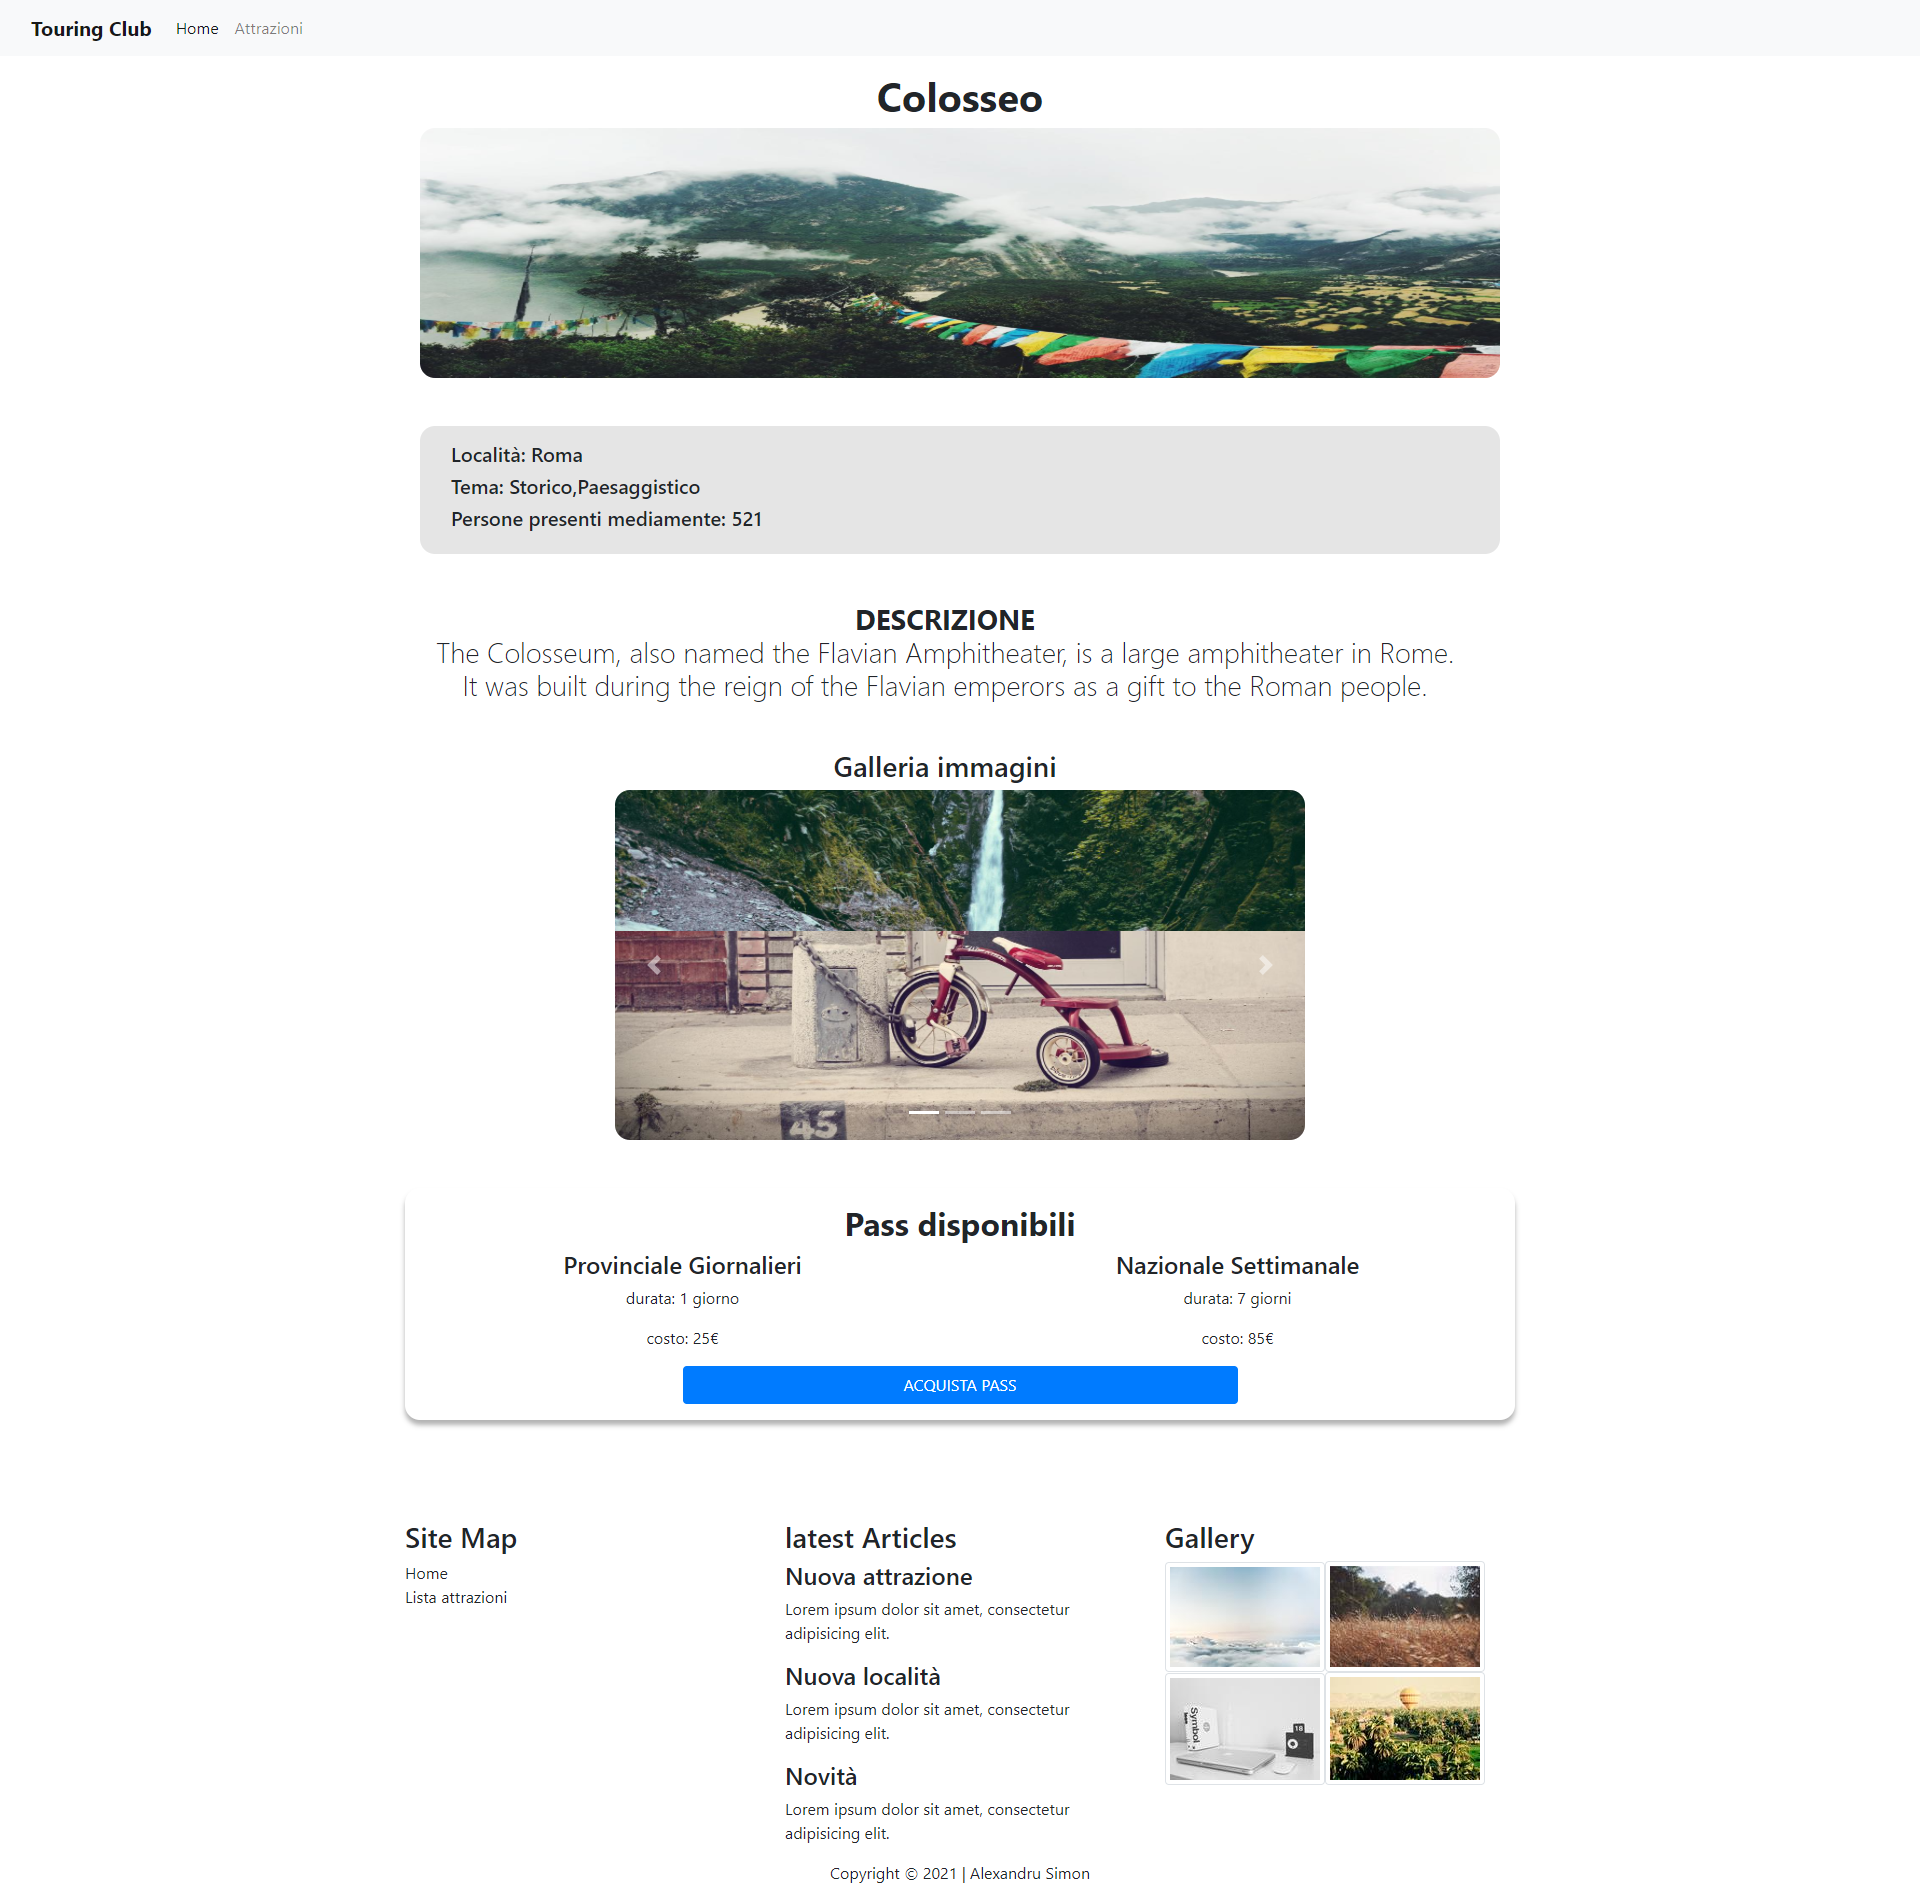 Touring Club Home Attrazioni
Colosseo
Località: Roma
Tema: Storico,Paesaggistico
Persone presenti mediamente: 521
DESCRIZIONE
The Colosseum, also named the Flavian Amphitheater, is a large amphitheater in Rome.
It was built during the reign of the Flavian emperors as a gift to the Roman people.
Galleria immagini
45
Pass disponibili
Provinciale Giornalieri
durata: 1 giorno
costo: 25€
Nazionale Settimanale
durata: 7 giorni
costo: 85€
ACQUISTA PASS
Site Map
Home
Lista attrazioni
latest Articles
Nuova attrazione
Lorem ipsum dolor sit amet, consectetur
adipisicing elit.
Nuova località
Lorem ipsum dolor sit amet, consectetur
adipisicing elit.
Novità
Lorem ipsum dolor sit amet, consectetur
adipisicing elit.
Gallery
Symbol
18
Copyright © 2021 | Alexandru Simon